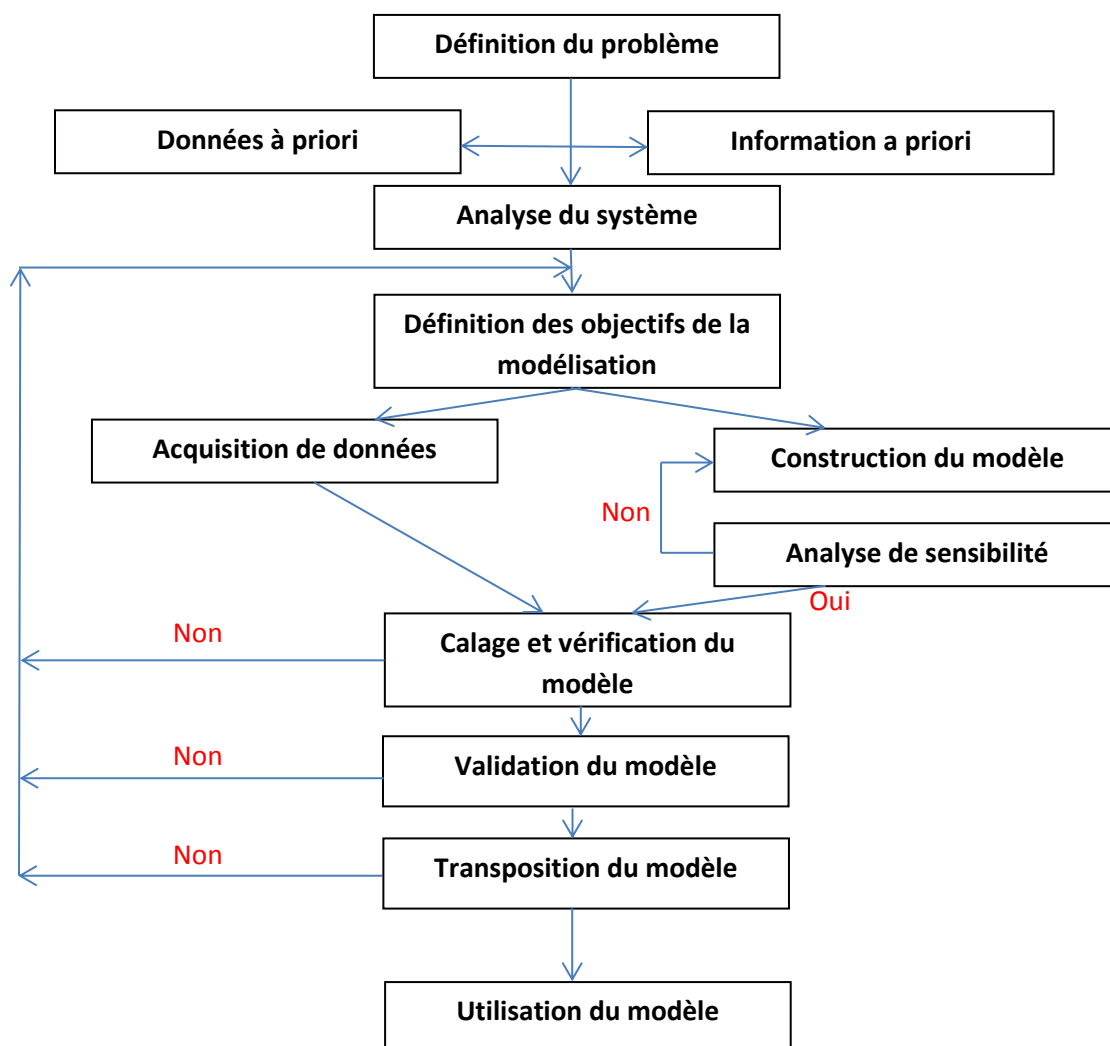 Définition du problème
Données à priori
Information a priori
Analyse du système
Définition des objectifs de la
modélisation
Acquisition de données
Construction du modèle
Non
Analyse de sensibilité
Oui
Non
Calage et vérification du
modèle
Non
Validation du modèle
Non
Transposition du modèle
Utilisation du modèle